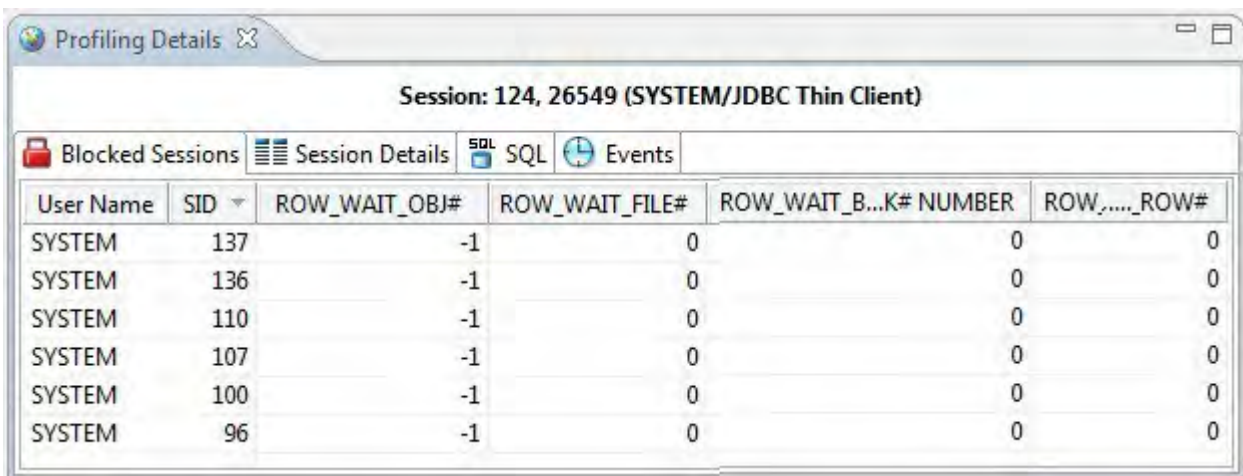 Profiling Details
Session: 124, 26549 (SYSTEM/JDBC Thin Client)
Blocked Sessions Session Details SQL SQL Events
User Name SID ROW_WAIT_OBJ# ROW_WAIT_FILE# ROW_WAIT_B...K# NUMBER ROW,....._ROW#
SYSTEM 137 -1 0 0 0
SYSTEM 136 -1 0 0 0
SYSTEM 110 -1 0 0 0
SYSTEM 107 -1 0 0 0
SYSTEM 100 -1 0 0 0
SYSTEM 96 -1 0 0 0